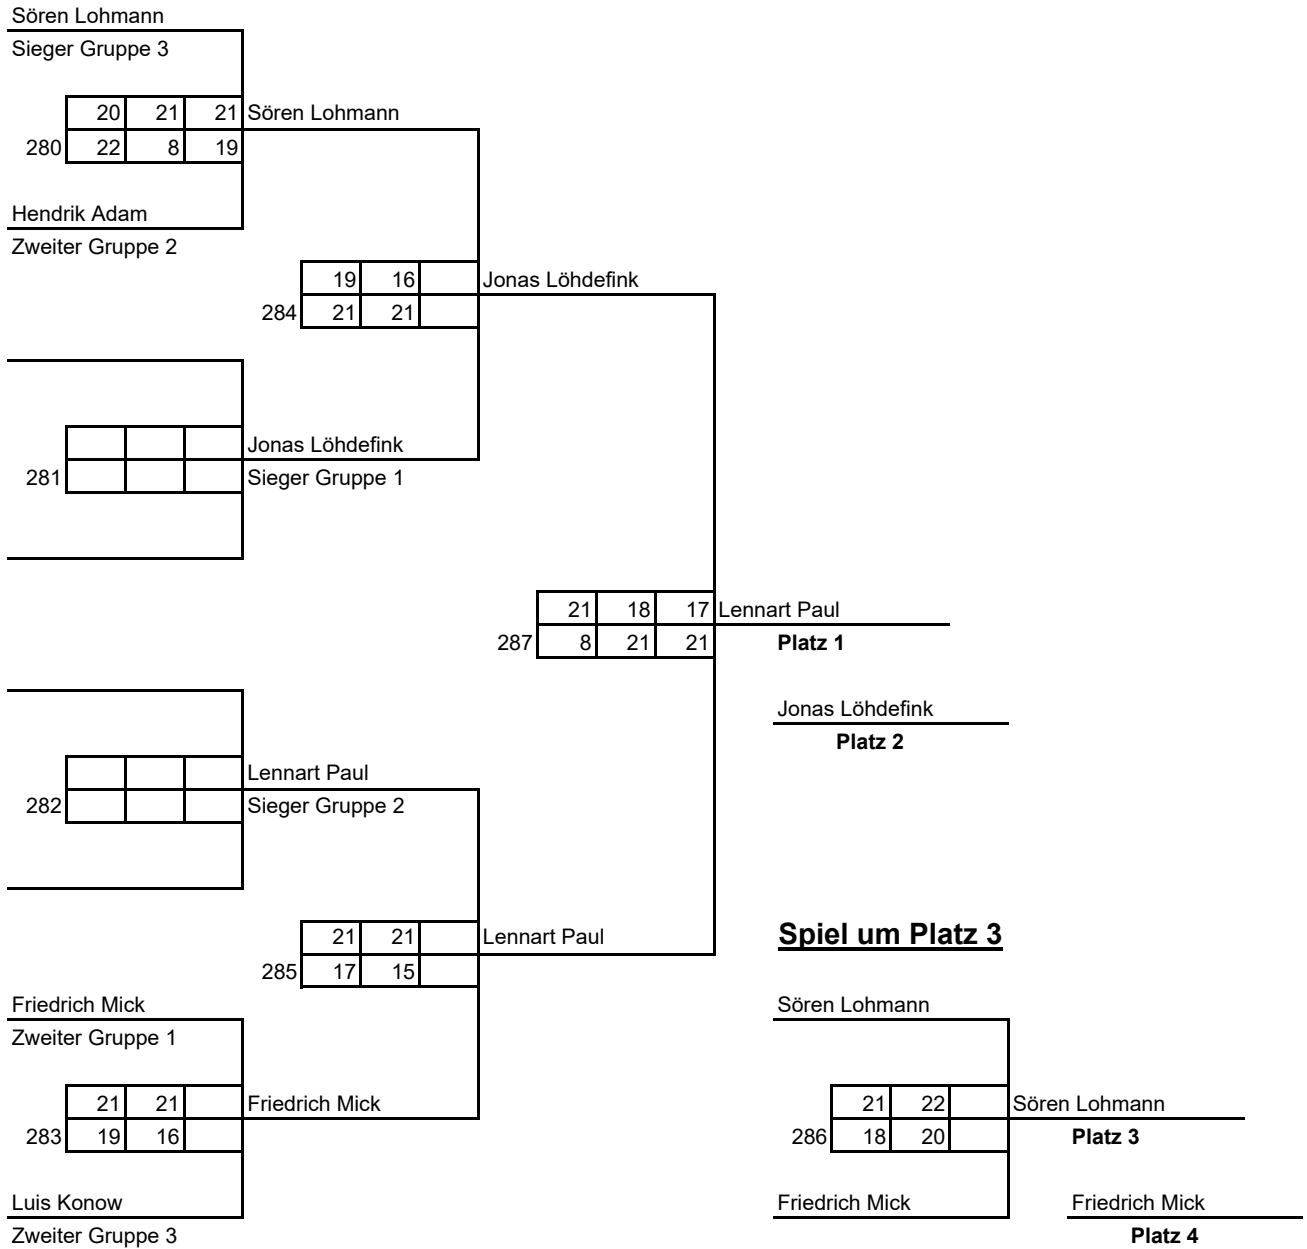 Sören Lohmann
Sieger Gruppe 3
20 21 21 Sören Lohmann
280 22 8 19
Hendrik Adam
Zweiter Gruppe 2
19 16 Jonas Löhdefink
284 21 21
Jonas Löhdefink
281 Sieger Gruppe 1
21 18 17 Lennart Paul
287 8 21 21 Platz 1
Jonas Löhdefink
Platz 2
Lennart Paul
282 Sieger Gruppe 2
21 21 Lennart Paul Spiel um Platz 3
285 17 15
Friedrich Mick Sören Lohmann
Zweiter Gruppe 1
21 21 Friedrich Mick 21 22 Sören Lohmann
283 19 16 286 18 20 Platz 3
Luis Konow Friedrich Mick Friedrich Mick
Zweiter Gruppe 3 Platz 4